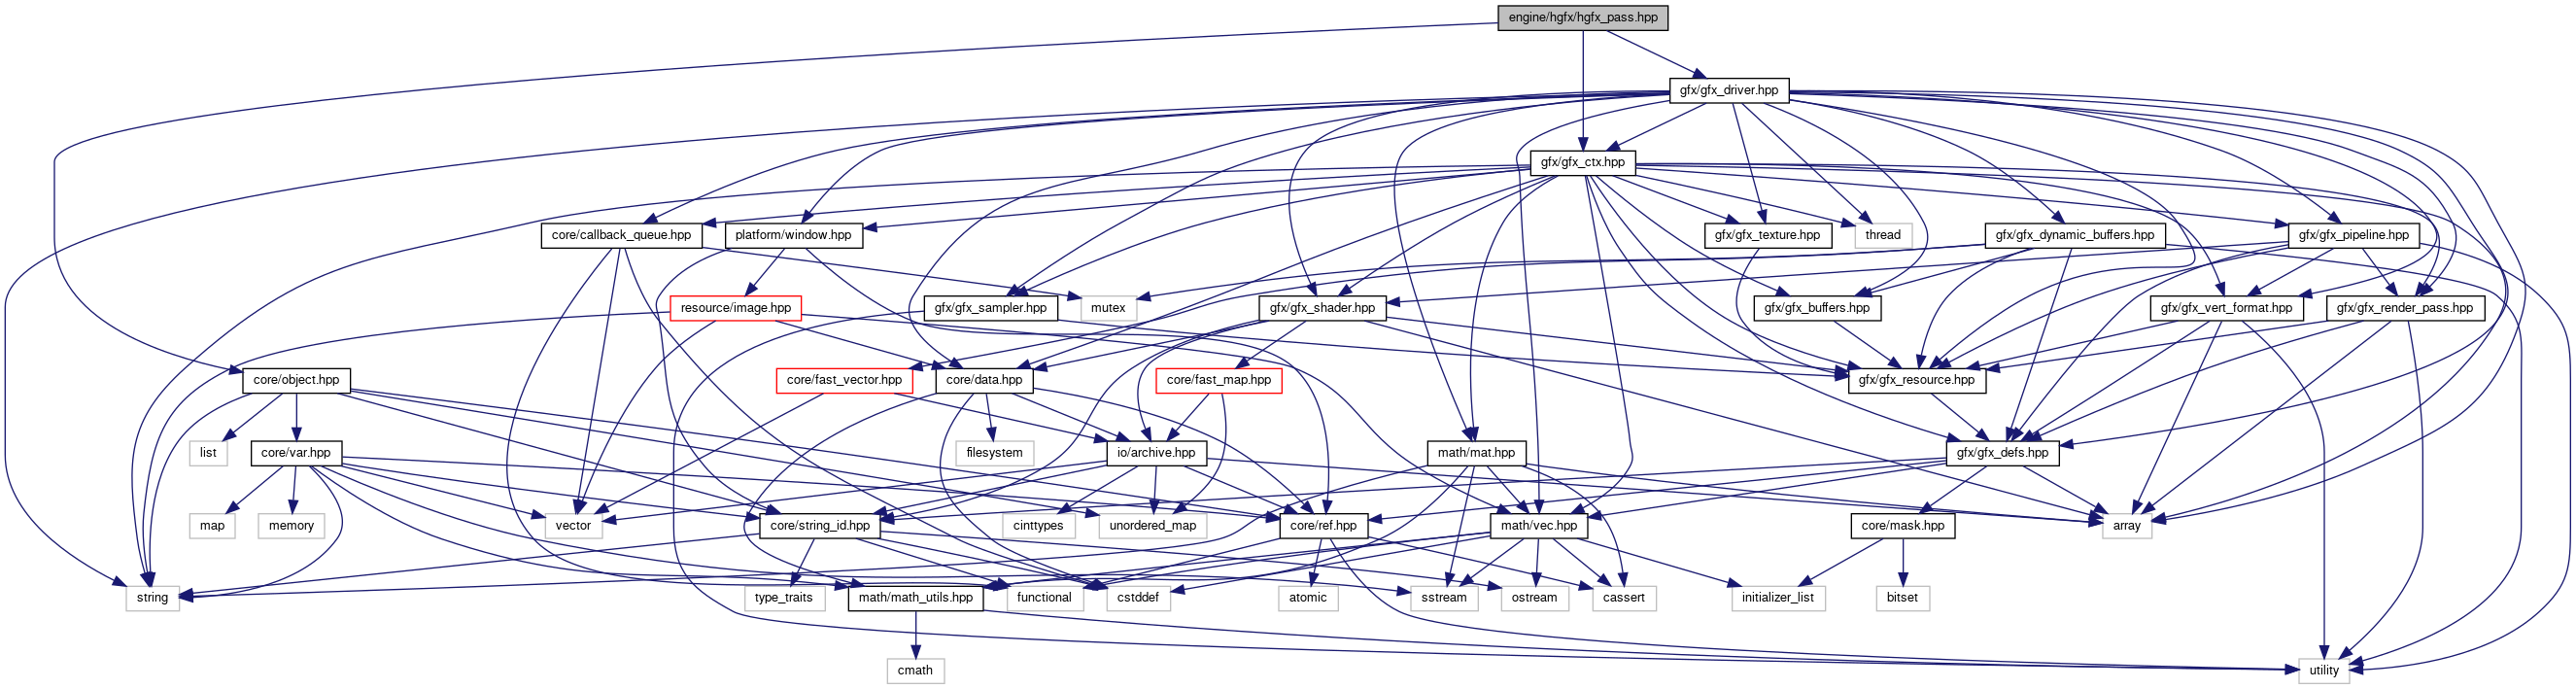 engine/hgfx/hgfx_pass.hpp
gfx/gfx_driver.hpp
gfx/gfx_ctx.hpp
core/callback_queue.hpp
platform/window.hpp
gfx/gfx_texture.hpp
thread
gfx/gfx_dynamic_buffers.hpp
gfx/gfx_pipeline.hpp
resource/image.hpp
gfx/gfx_sampler.hpp
mutex
gfx/gfx_shader.hpp
gfx/gfx_buffers.hpp
gfx/gfx_vert_format.hpp
gfx/gfx_render_pass.hpp
core/object.hpp
core/fast_vector.hpp
core/data.hpp
core/fast_map.hpp
gfx/gfx_resource.hpp
list
core/var.hpp
filesystem
io/archive.hpp
math/mat.hpp
gfx/gfx_defs.hpp
map
memory
vector
core/string_id.hpp
cinttypes
unordered_map
core/ref.hpp
math/vec.hpp
core/mask.hpp
array
string
type_traits
math/math_utils.hpp
functional
cstddef
atomic
sstream
ostream
cassert
initializer_list
bitset
cmath
utility